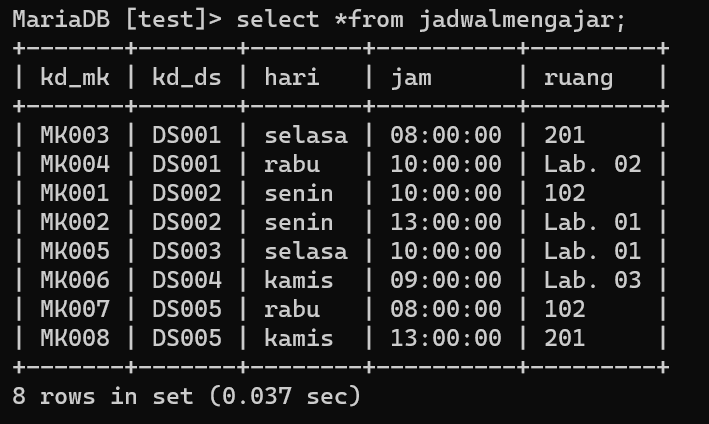 MariaDB [test]> select *from jadwalmengajar;
+-------+-------+--------+----------+---------+
| kd_mk | kd_ds | hari   | jam      | ruang   |
+-------+-------+--------+----------+---------+
| MK003 | DS001 | selasa | 08:00:00 | 201     |
| MK004 | DS001 | rabu   | 10:00:00 | Lab. 02 |
| MK001 | DS002 | senin  | 10:00:00 | 102     |
| MK002 | DS002 | senin  | 13:00:00 | Lab. 01 |
| MK005 | DS003 | selasa | 10:00:00 | Lab. 01 |
| MK006 | DS004 | kamis  | 09:00:00 | Lab. 03 |
| MK007 | DS005 | rabu   | 08:00:00 | 102     |
| MK008 | DS005 | kamis  | 13:00:00 | 201     |
+-------+-------+--------+----------+---------+
8 rows in set (0.037 sec)